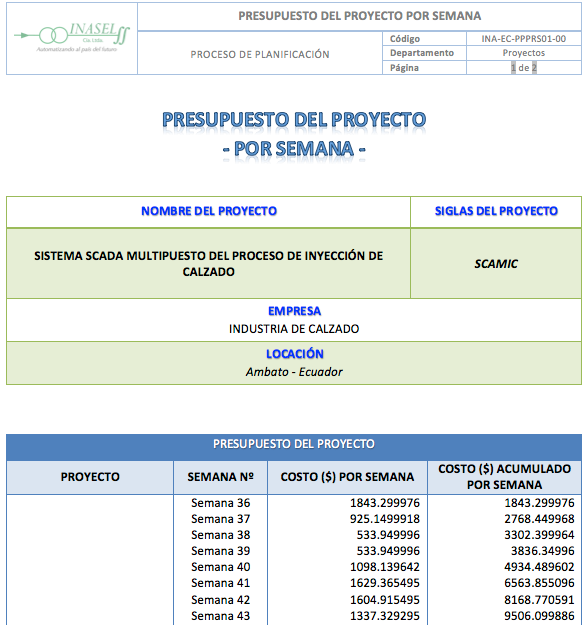 INASEL
Cia. Ltda.
Automatizando al país del futuro
PRESUPUESTO DEL PROYECTO POR SEMANA
PROCESO DE PLANIFICACIÓN
Código INA-EC-PPPRS01-00
Departamento Proyectos
Página 1 de 2
PRESUPUESTO DEL PROYECTO
- POR SEMANA -
NOMBRE DEL PROYECTO SIGLAS DEL PROYECTO
SISTEMA SCADA MULTIPUESTO DEL PROCESO DE INYECCIÓN DE
CALZADO
SCAMIC
EMPRESA
INDUSTRIA DE CALZADO
LOCACIÓN
Ambato - Ecuador
PRESUPUESTO DEL PROYECTO
PROYECTO SEMANA Nº COSTO ($) POR SEMANA COSTO ($) ACUMULADO
POR SEMANA
Semana 36 1843.299976 1843.299976
Semana 37 925.1499918 2768.449968
Semana 38 533.949996 3302.399964
Semana 39 533.949996 3836.34996
Semana 40 1098.139642 4934.489602
Semana 41 1629.365495 6563.855096
Semana 42 1604.915495 8168.770591
Semana 43 1337.329295 9506.099886